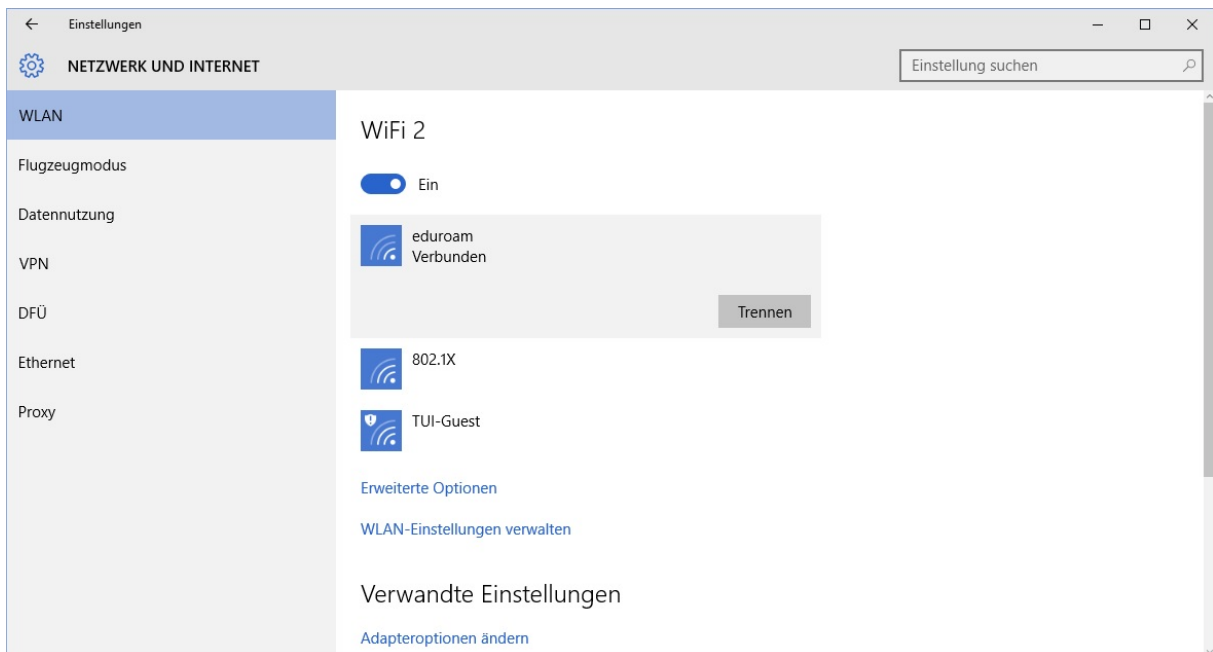 Einstellungen
NETZWERK UND INTERNET
Einstellung suchen
WLAN
Flugzeugmodus
Datennutzung
VPN
DFÜ
Ethernet
Proxy
WiFi 2
Ein
eduroam
Verbunden
Trennen
802.1X
TUI-Guest
Erweiterte Optionen
WLAN-Einstellungen verwalten
Verwandte Einstellungen
Adapteroptionen ändern